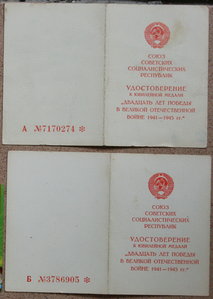 СОЮЗ
СОВЕТСКИХ
СОЦИАЛИСТИЧЕСКИХ
РЕСПУБЛИК
УДОСТОВЕРЕНИЕ
К ЮБИЛЕЙНОЙ МЕДАЛИ
„ДВАДЦАТЬ ЛЕТ ПОБЕДЫ
В ВЕЛИКОЙ ОТЕЧЕСТВЕННОЙ
ВОЙНЕ 1941—1945 гг."
А №7170274 ✻
СОЮЗ
СОВЕТСКИХ
СОЦИАЛИСТИЧЕСКИХ
РЕСПУБЛИК
УДОСТОВЕРЕНИЕ
К ЮБИЛЕЙНОЙ МЕДАЛИ
„ДВАДЦАТЬ ЛЕТ ПОБЕДЫ
В ВЕЛИКОЙ ОТЕЧЕСТВЕННОЙ
ВОЙНЕ 1941—1945 гг."
Б №3786905 ✻